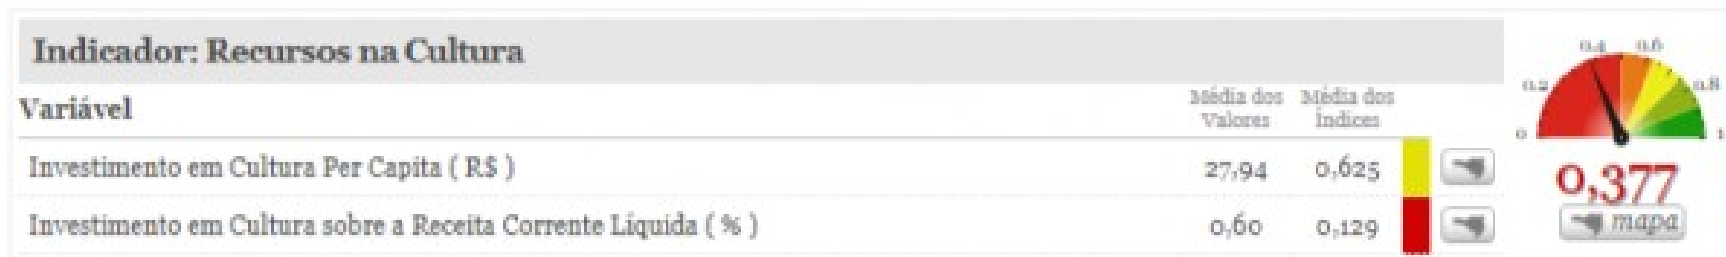 Indicador: Recursos na Cultura
Variável
Média dos Valores
Média dos Índices
Investimento em Cultura Per Capita ( R$ )
27,94
0,625
Investimento em Cultura sobre a Receita Corrente Líquida ( % )
0,60
0,129
0
0.2
0.4
0.6
0.8
1
0,377
mapa